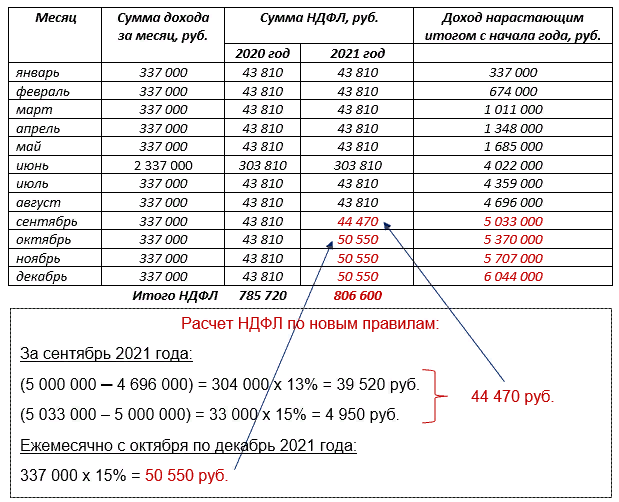 Месяц Сумма дохода за месяц, руб. Сумма НДФЛ, руб. Доход нарастающим итогом с начала года, руб.
2020 год 2021 год
январь 337 000 43 810 43 810 337 000
февраль 337 000 43 810 43 810 674 000
март 337 000 43 810 43 810 1 011 000
апрель 337 000 43 810 43 810 1 348 000
май 337 000 43 810 43 810 1 685 000
июнь 2 337 000 303 810 303 810 4 022 000
июль 337 000 43 810 43 810 4 359 000
август 337 000 43 810 43 810 4 696 000
сентябрь 337 000 43 810 44 470 5 033 000
октябрь 337 000 43 810 50 550 5 370 000
ноябрь 337 000 43 810 50 550 5 707 000
декабрь 337 000 43 810 50 550 6 044 000
Итого НДФЛ 785 720 806 600
Расчет НДФЛ по новым правилам:
За сентябрь 2021 года:
(5 000 000 — 4 696 000) = 304 000 х 13% = 39 520 руб.
(5 033 000 – 5 000 000) = 33 000 х 15% = 4 950 руб.
44 470 руб.
Ежемесячно с октября по декабрь 2021 года:
337 000 х 15% = 50 550 руб.